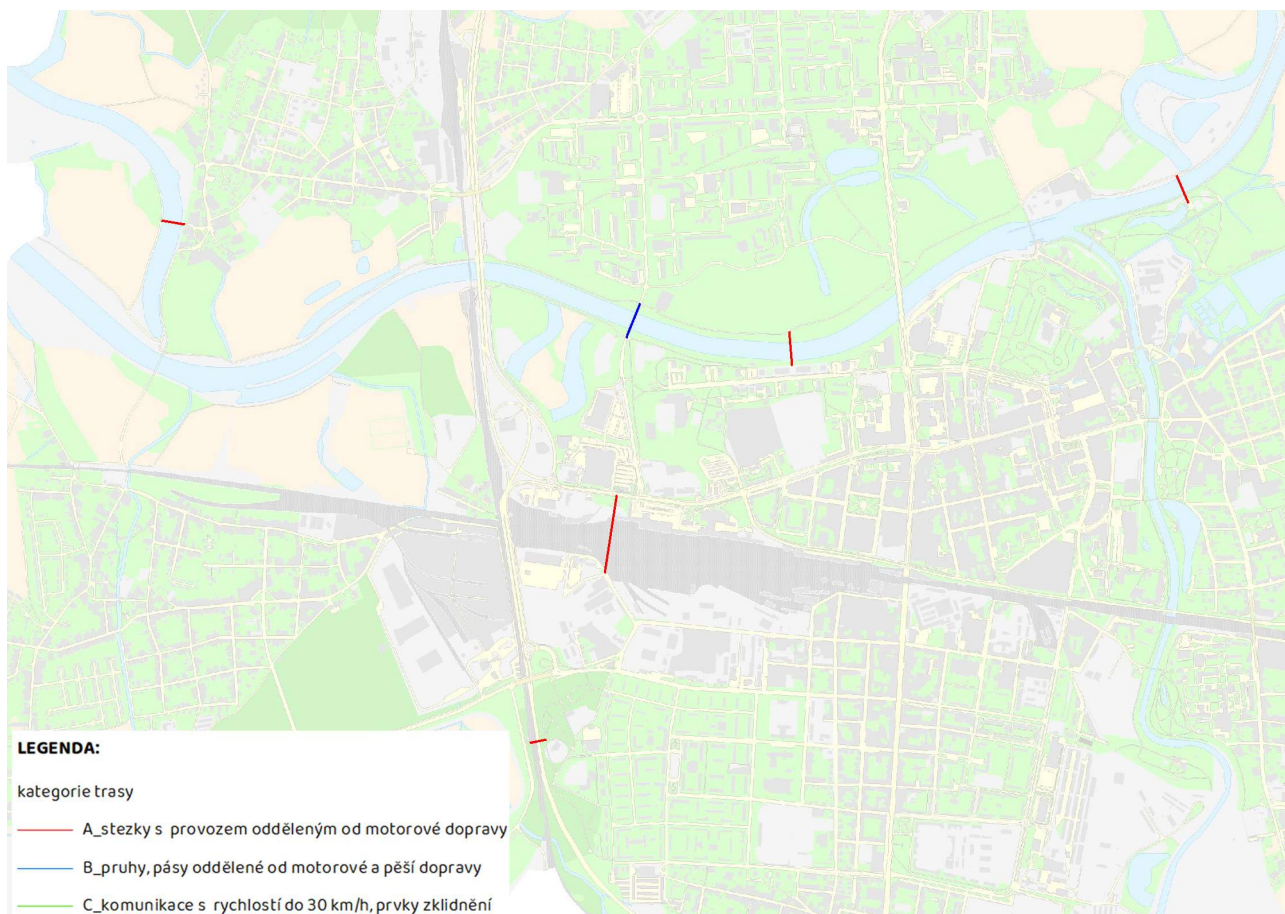 LEGENDA:
kategorie trasy
A_stezky s provozem odděleným od motorové dopravy
B_pruhy, pásy oddělené od motorové a pěší dopravy
C_komunikace s rychlostí do 30 km/h, prvky zklidnění